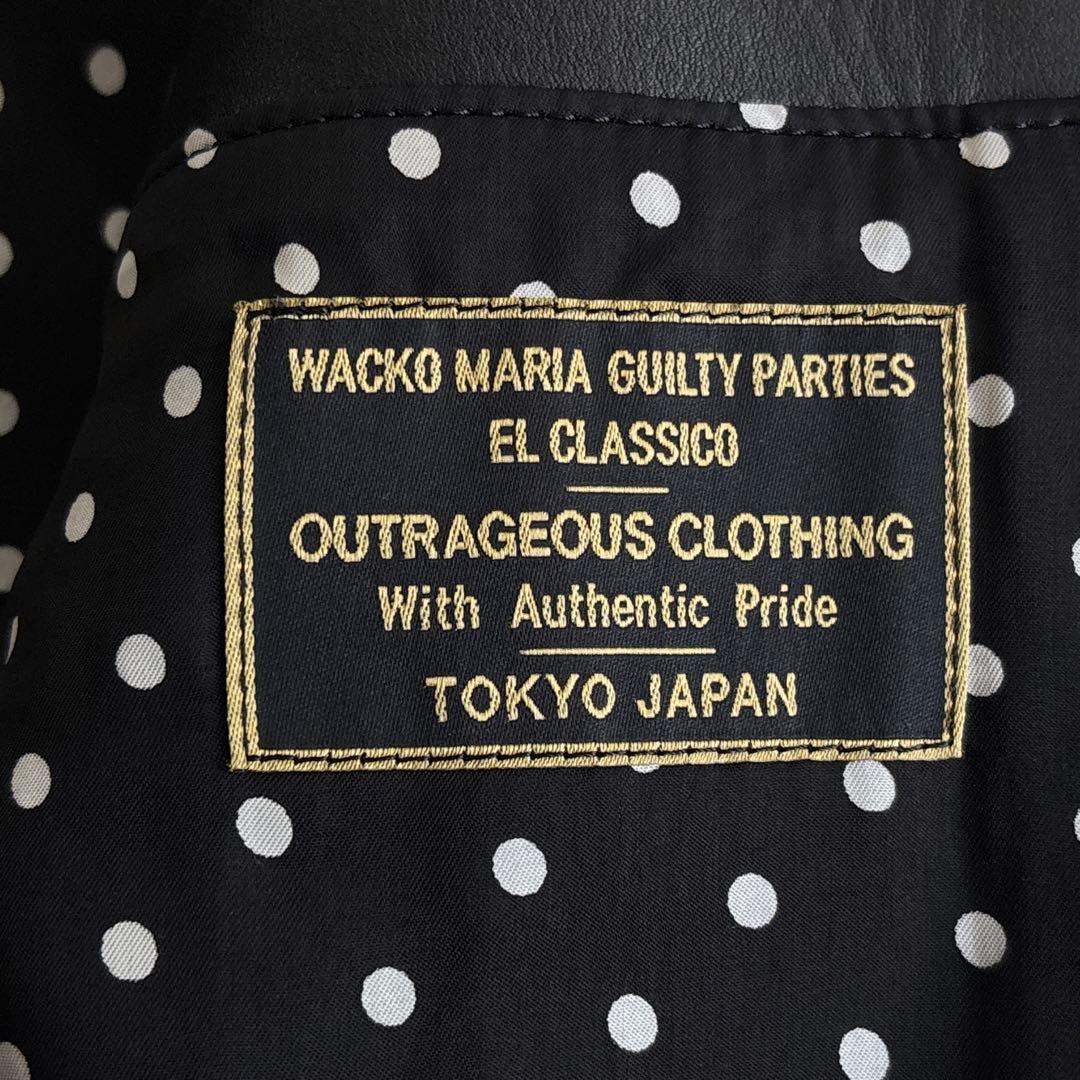 WACKO MARIA GUILTY PARTIES
EL CLASSICO
OUTRAGEOUS CLOTHING
With Authentic Pride
TOKYO JAPAN